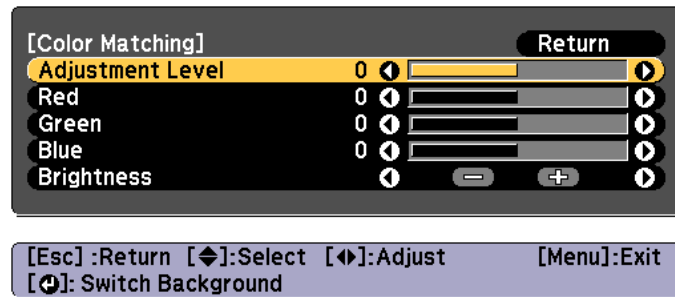 [Color Matching] Return
Adjustment Level 0
Red 0
Green 0
Blue 0
Brightness
[Esc] :Return [◆]:Select [◂▸]:Adjust [Menu]:Exit
[⏎]: Switch Background